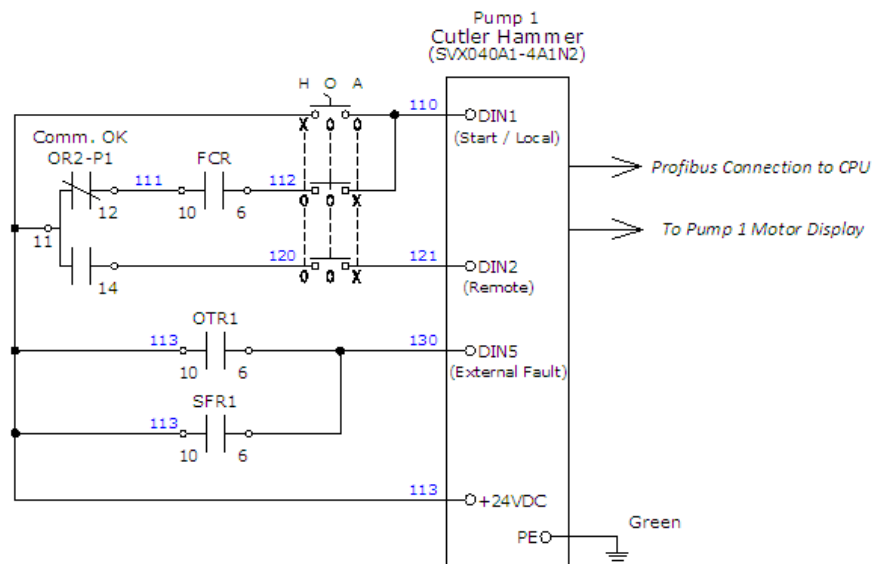 Pump 1
Cutler Hammer
(SVX040A1-4A1N2)
H O A
110
DIN1
X O O
(Start / Local)
Comm. OK
OR2-P1
111
FCR
112
12
10
6
O O X
Profibus Connection to CPU
11
To Pump 1 Motor Display
120
121
DIN2
14
O O X
(Remote)
OTR1
113
130
DIN5
10
6
(External Fault)
SFR1
113
10
6
113
+24VDC
Green
PE